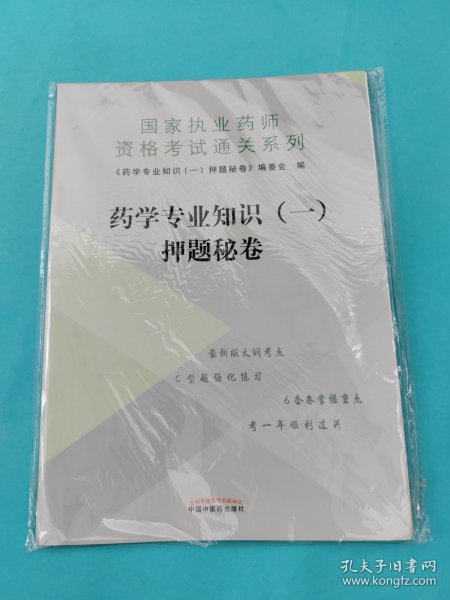 国家执业药师
资格考试通关系列
《药学专业知识（一）押题秘卷》编委会 编
药学专业知识（一）
押题秘卷
最新版大纲考点
C型题强化练习
6套卷掌握重点
考一年顺利过关
中国中医药出版社
孔夫子旧书网
www.kongfz.com